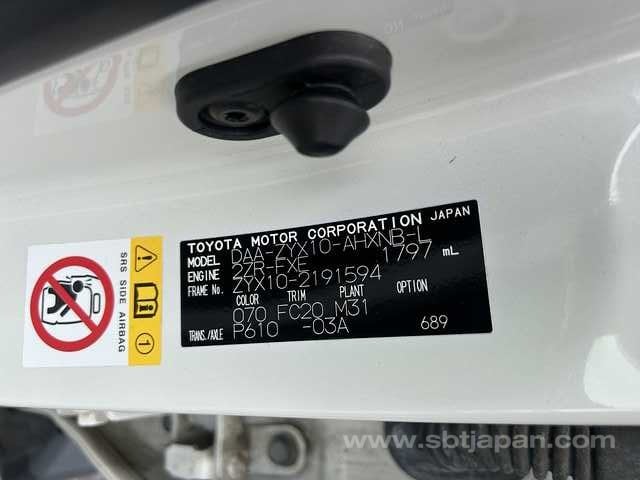 TOYOTA MOTOR CORPORATION JAPAN
MODEL DAA-ZYX10-AHXNB-L
ENGINE 2ZR-FXE 1797 mL
FRAME No. ZYX10-2191594
COLOR TRIM PLANT OPTION
070 FC20 M31
TRANS./AXLE P610 -03A 689
SRS SIDE AIRBAG
1
www.sbtjapan.com